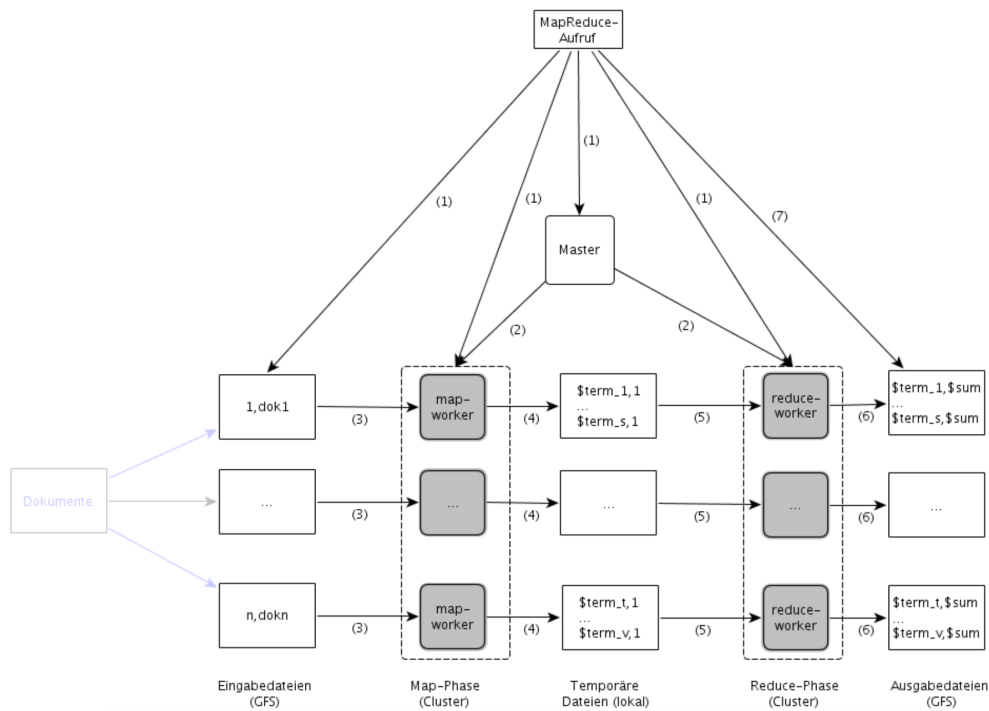 MapReduce-
Aufruf
(1)
(1)
(1)
(1)
(7)
Master
(2)
(2)
1,dok1
(3)
map-
worker
(4)
$term_1,1
...
$term_s,1
(5)
reduce-
worker
(6)
$term_1,$sum
...
$term_s,$sum
Dokumente
...
(3)
...
(4)
...
(5)
...
(6)
...
n,dokn
(3)
map-
worker
(4)
$term_t,1
...
$term_v,1
(5)
reduce-
worker
(6)
$term_t,$sum
...
$term_v,$sum
Eingabedateien
(GFS)
Map-Phase
(Cluster)
Temporäre
Dateien (lokal)
Reduce-Phase
(Cluster)
Ausgabedateien
(GFS)